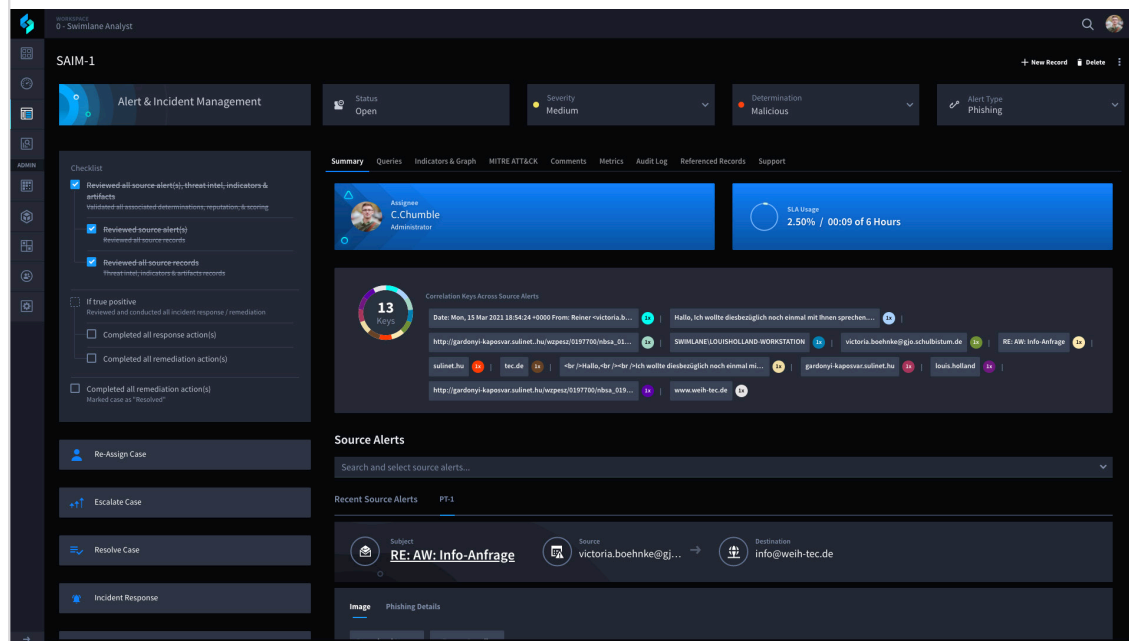 WORKSPACE
0 - Swimlane Analyst
SAIM-1
+ New Record
Delete
Alert & Incident Management
Status
Open
Severity
Medium
Determination
Malicious
Alert Type
Phishing
ADMIN
Checklist
Reviewed all source alert(s), threat intel, indicators &
artifacts
Validated all associated determinations, reputation, & scoring
Reviewed source alert(s)
Reviewed all source records
Reviewed all source records
Threat intel, indicators & artifacts records
If true positive
Reviewed and conducted all incident response / remediation
Completed all response action(s)
Completed all remediation action(s)
Completed all remediation action(s)
Marked case as "Resolved"
Re-Assign Case
Escalate Case
Resolve Case
Incident Response
Summary Queries Indicators & Graph MITRE ATT&CK Comments Metrics Audit Log Referenced Records Support
Assignee
C.Chumble
Administrator
SLA Usage
2.50% / 00:09 of 6 Hours
13
Keys
Correlation Keys Across Source Alerts
Date: Mon, 15 Mar 2021 18:54:24 +0000 From: Reiner <victoria.b... 1x | Hallo, Ich wollte diesbezüglich noch einmal mit Ihnen sprechen.... 1x |
http://gardonyi-kaposvar.sulinet.hu/wzpesz/0197700/nbsa_01... 1x | SWIMLANE\LOUISHOLLAND-WORKSTATION 1x | victoria.boehnke@gjo.schulbistum.de 1x | RE: AW: Info-Anfrage 1x |
sulinet.hu 1x | tec.de 1x | <br />Hallo,<br /><br />Ich wollte diesbezüglich noch einmal mi... 1x | gardonyi-kaposvar.sulinet.hu 1x | louis.holland 1x |
http://gardonyi-kaposvar.sulinet.hu/wzpesz/0197700/nbsa_019... 1x | www.weih-tec.de 1x
Source Alerts
Search and select source alerts...
Recent Source Alerts PT-1
Subject
RE: AW: Info-Anfrage
Source
victoria.boehnke@gj...
Destination
info@weih-tec.de
Image Phishing Details